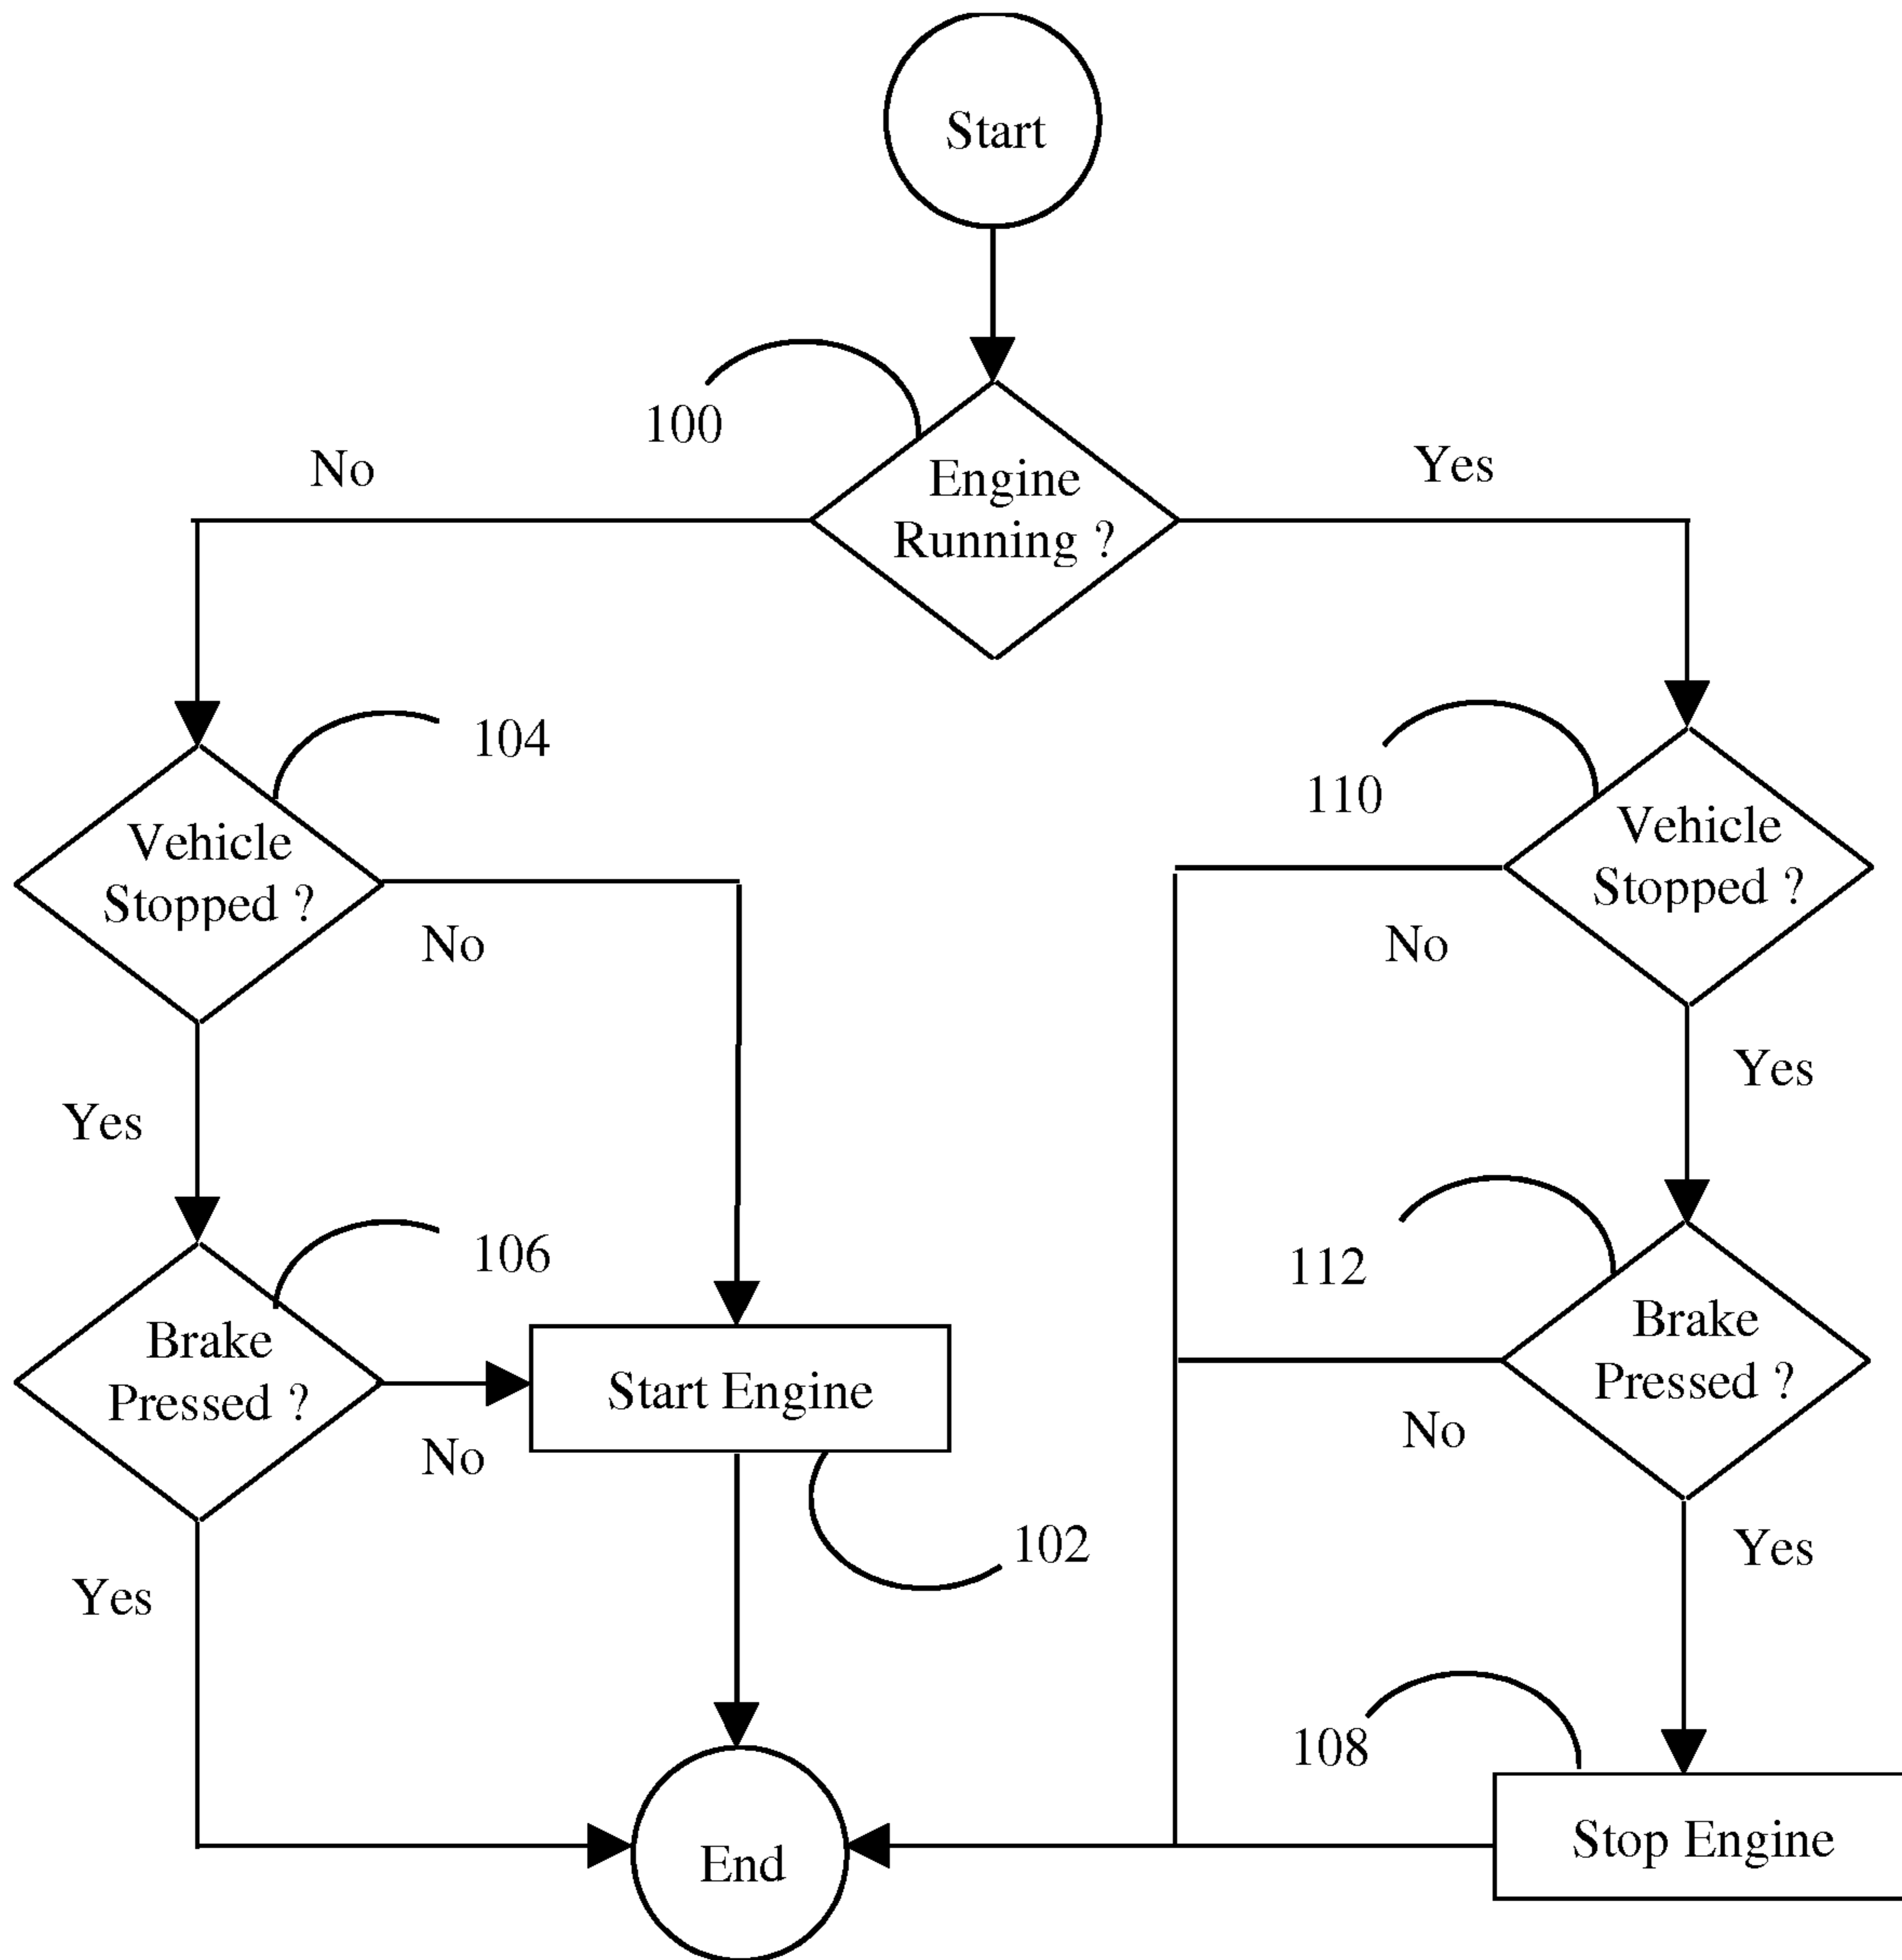 Start
100
No
Engine
Running ?
Yes
104
110
Vehicle
Stopped ?
No
Vehicle
Stopped ?
No
Yes
Yes
106
112
Brake
Pressed ?
No
Start Engine
Brake
Pressed ?
No
102
Yes
Yes
108
End
Stop Engine